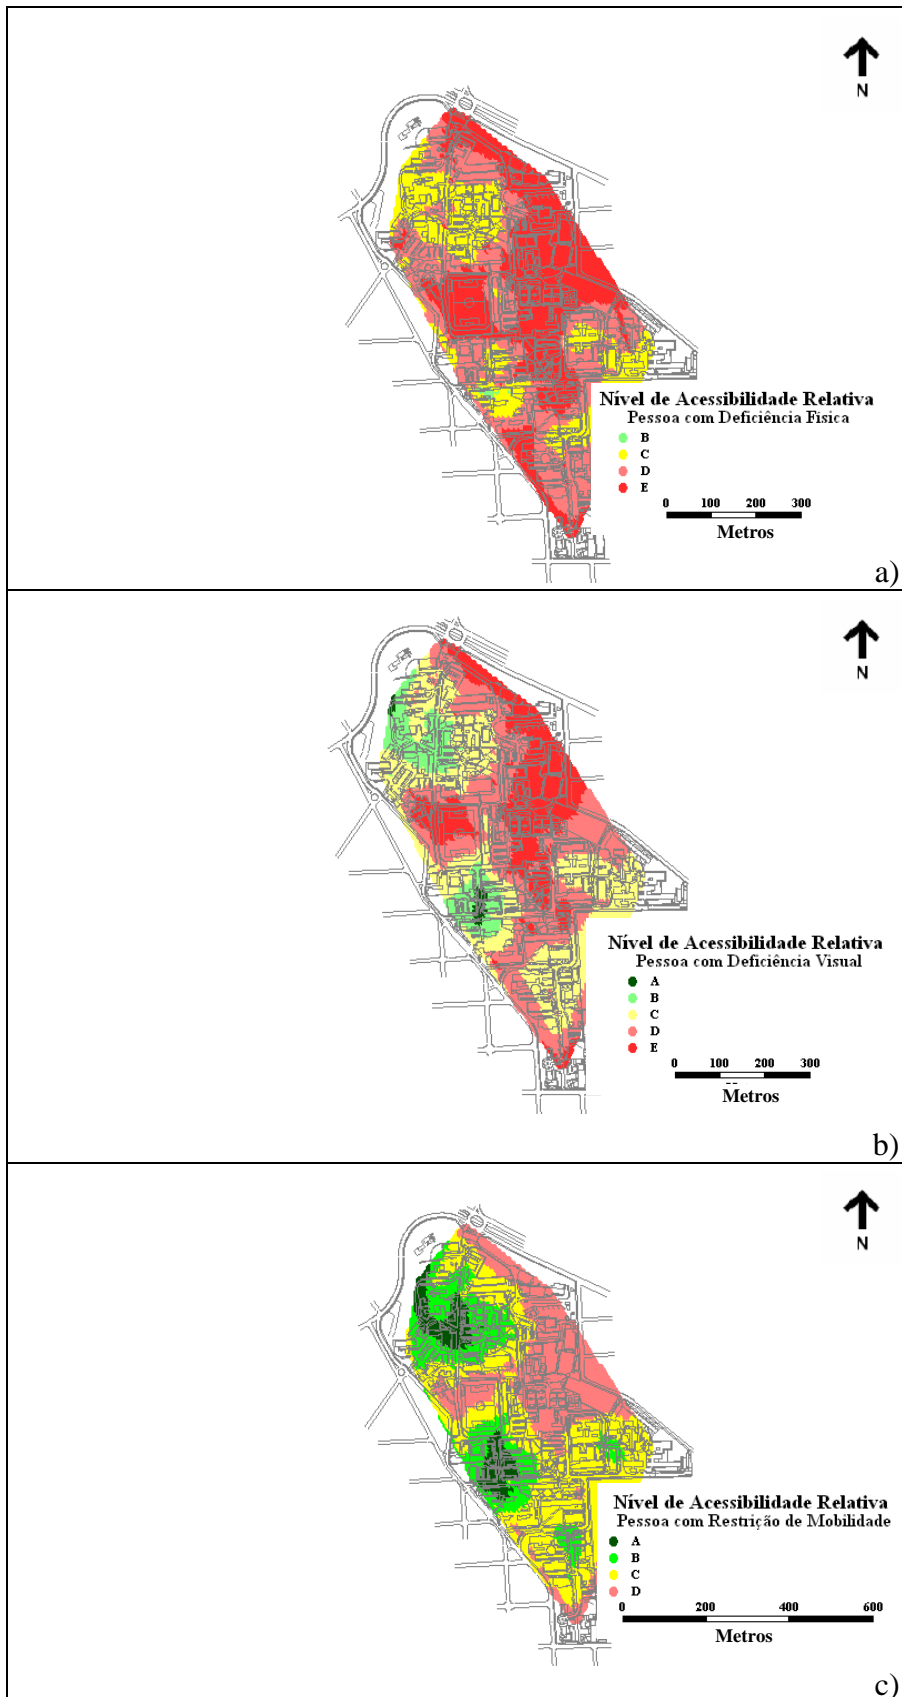 N
Nível de Acessibilidade Relativa
Pessoa com Deficiência Fisica
B
C
D
E
0 100 200 300
Metros
a)
N
Nível de Acessibilidade Relativa
Pessoa com Deficiência Visual
A
B
C
D
E
0 100 200 300
Metros
b)
N
Nível de Acessibilidade Relativa
Pessoa com Restrição de Mobilidade
A
B
C
D
0 200 400 600
Metros
c)